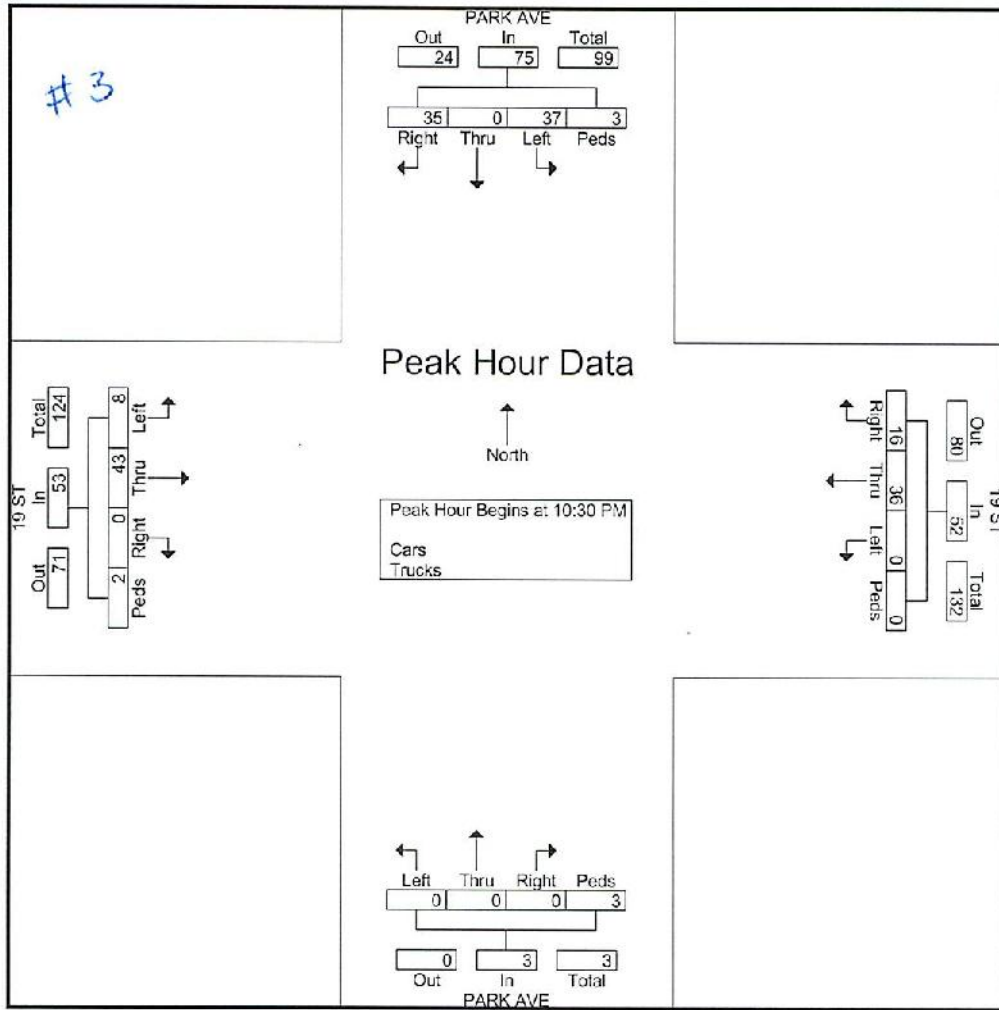 PARK AVE
Out In Total
24 75 99
# 3
35 0 37 3
Right Thru Left Peds
Peak Hour Data
North
Peak Hour Begins at 10:30 PM
Cars
Trucks
19 ST
Total In Out
124 53 71
8 43 0 2
Left Thru Right Peds
Right Thru Left Peds
16 36 0 0
Out In Total
80 52 132
19 ST
Left Thru Right Peds
0 0 0 3
0 3 3
Out In Total
PARK AVE